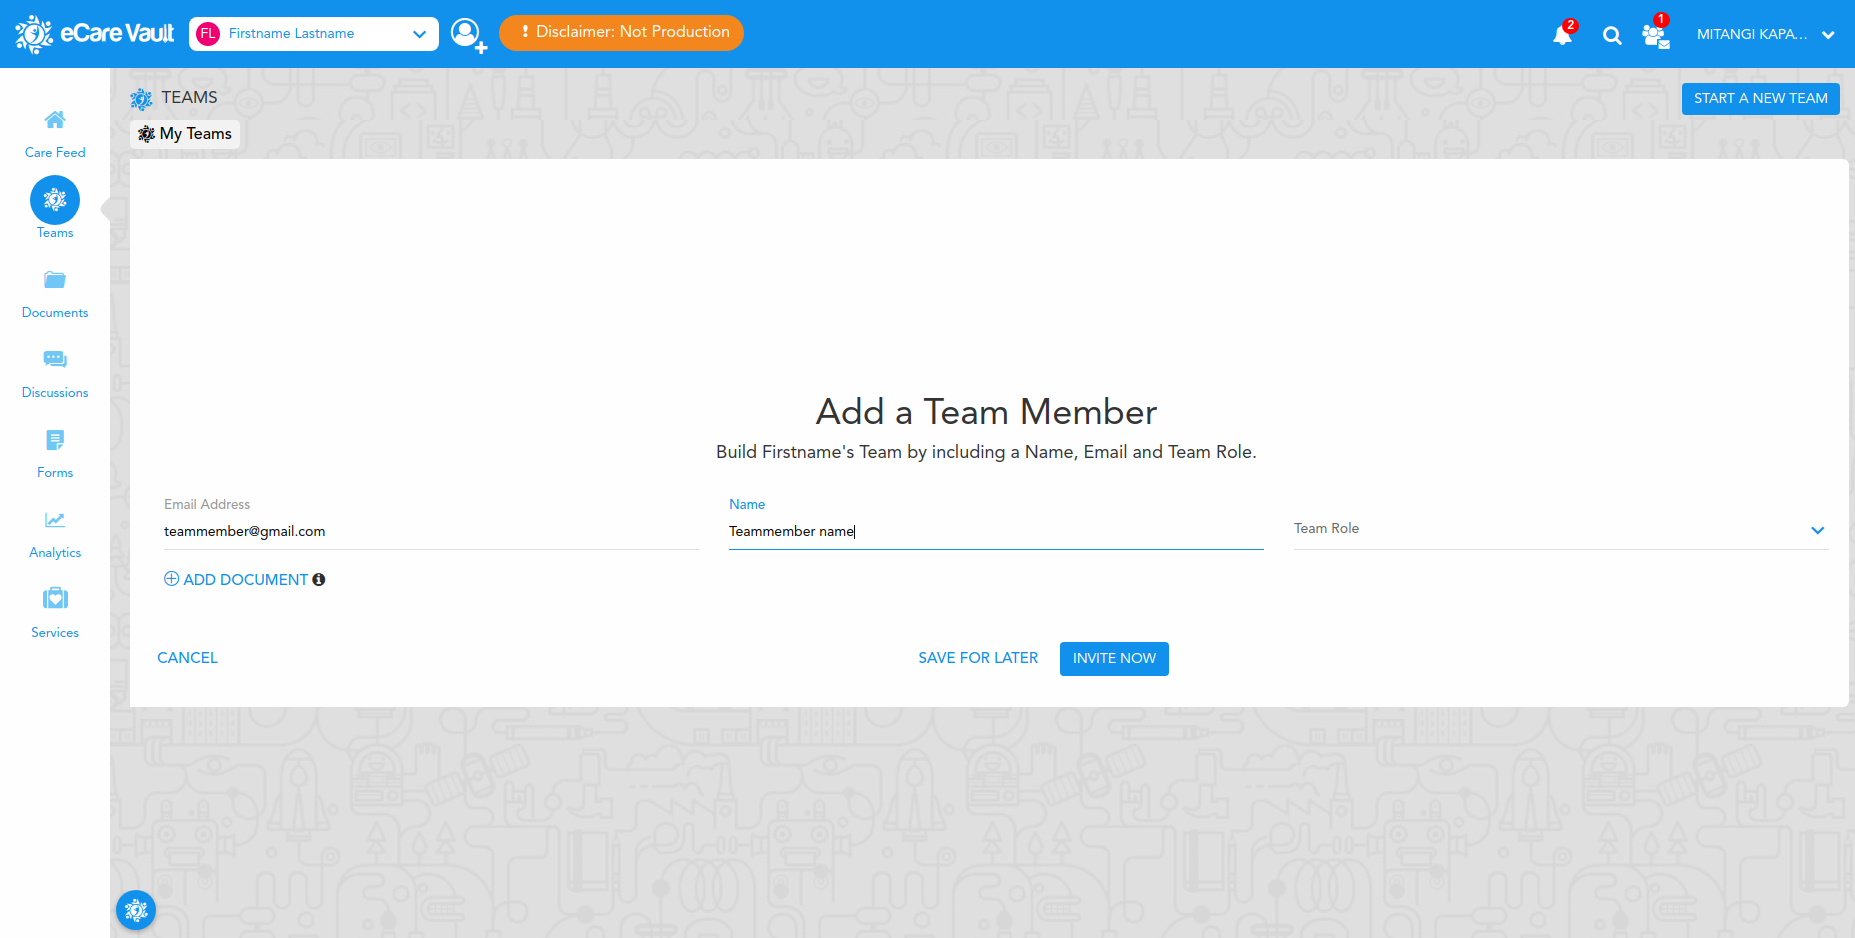 eCare Vault
FL Firstname Lastname
! Disclaimer: Not Production
2
1
MITANGI KAPA...
TEAMS
START A NEW TEAM
My Teams
Care Feed
Teams
Documents
Discussions
Forms
Analytics
Services
Add a Team Member
Build Firstname's Team by including a Name, Email and Team Role.
Email Address
teammember@gmail.com
Name
Teammember name
Team Role
ADD DOCUMENT
CANCEL
SAVE FOR LATER
INVITE NOW